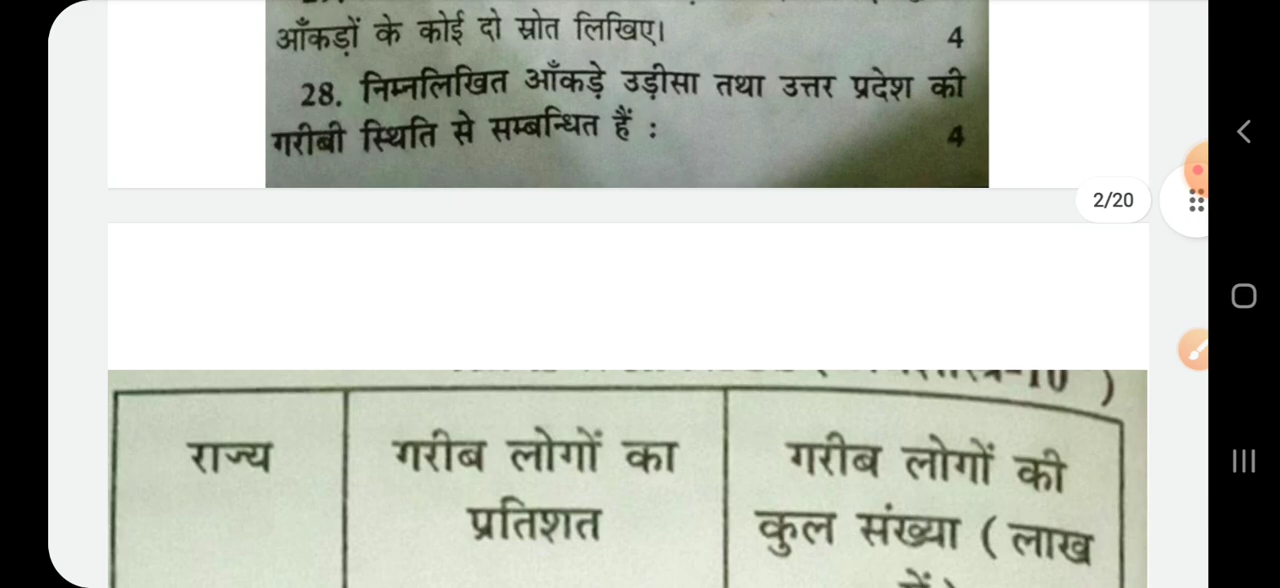 आँकड़ों के कोई दो स्रोत लिखिए। 4
28. निम्नलिखित आँकड़े उड़ीसा तथा उत्तर प्रदेश की
गरीबी स्थिति से सम्बन्धित हैं : 4
2/20
राज्य
गरीब लोगों का
प्रतिशत
गरीब लोगों की
कुल संख्या ( लाख